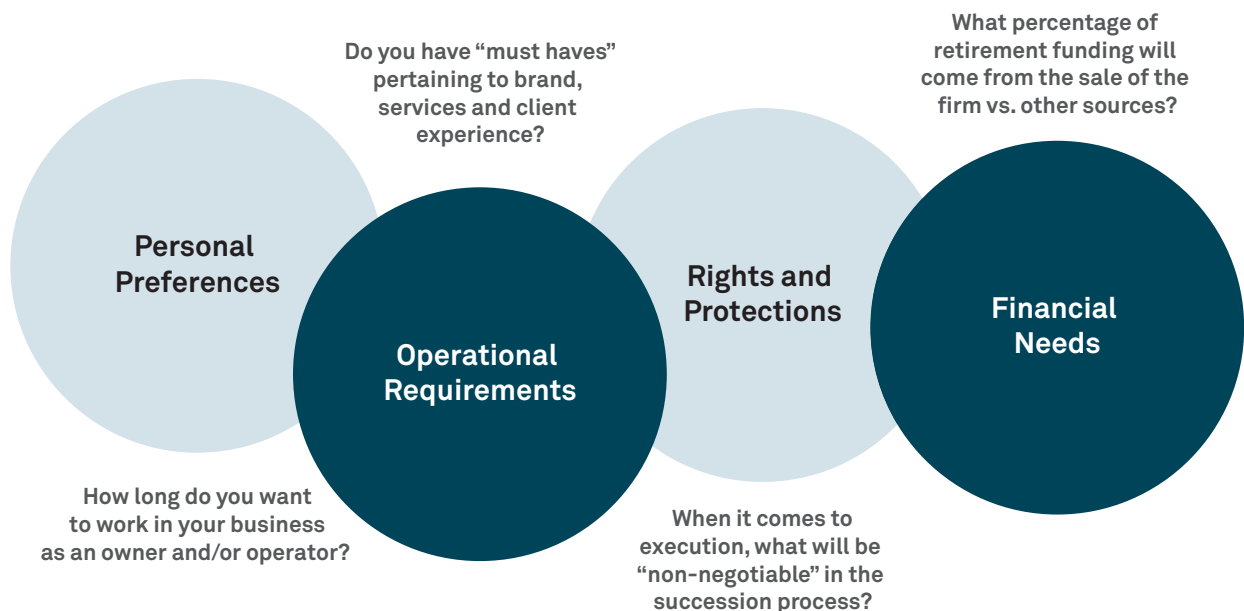 Personal
Preferences
How long do you want
to work in your business
as an owner and/or operator?
Do you have “must haves”
pertaining to brand,
services and client
experience?
Operational
Requirements
Rights and
Protections
When it comes to
execution, what will be
“non-negotiable” in the
succession process?
What percentage of
retirement funding will
come from the sale of the
firm vs. other sources?
Financial
Needs